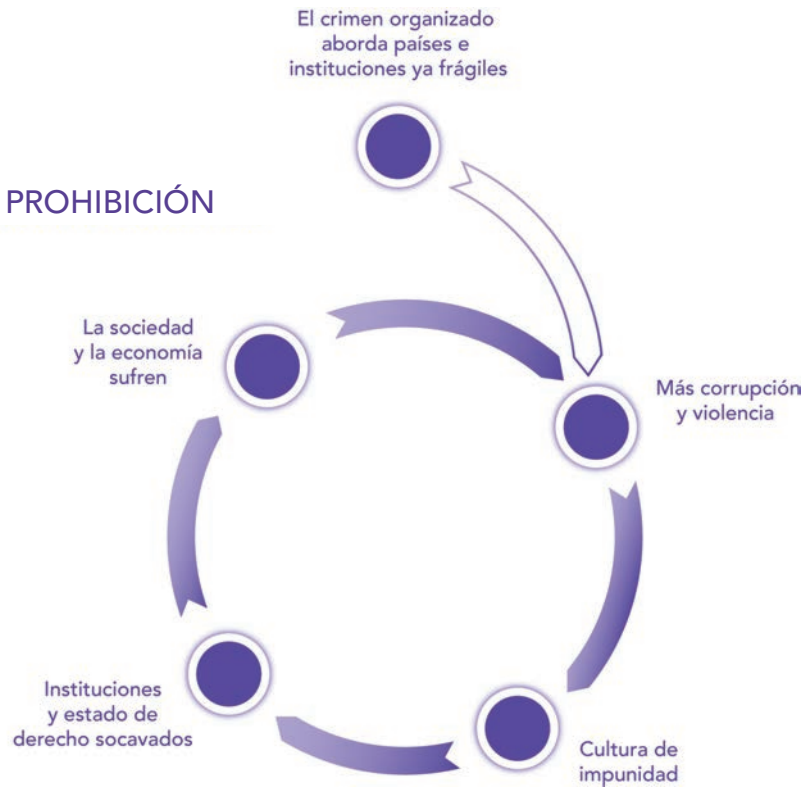 El crimen organizado
aborda países e
instituciones ya frágiles
PROHIBICIÓN
La sociedad
y la economía
sufren
Más corrupción
y violencia
Instituciones
y estado de
derecho socavados
Cultura de
impunidad